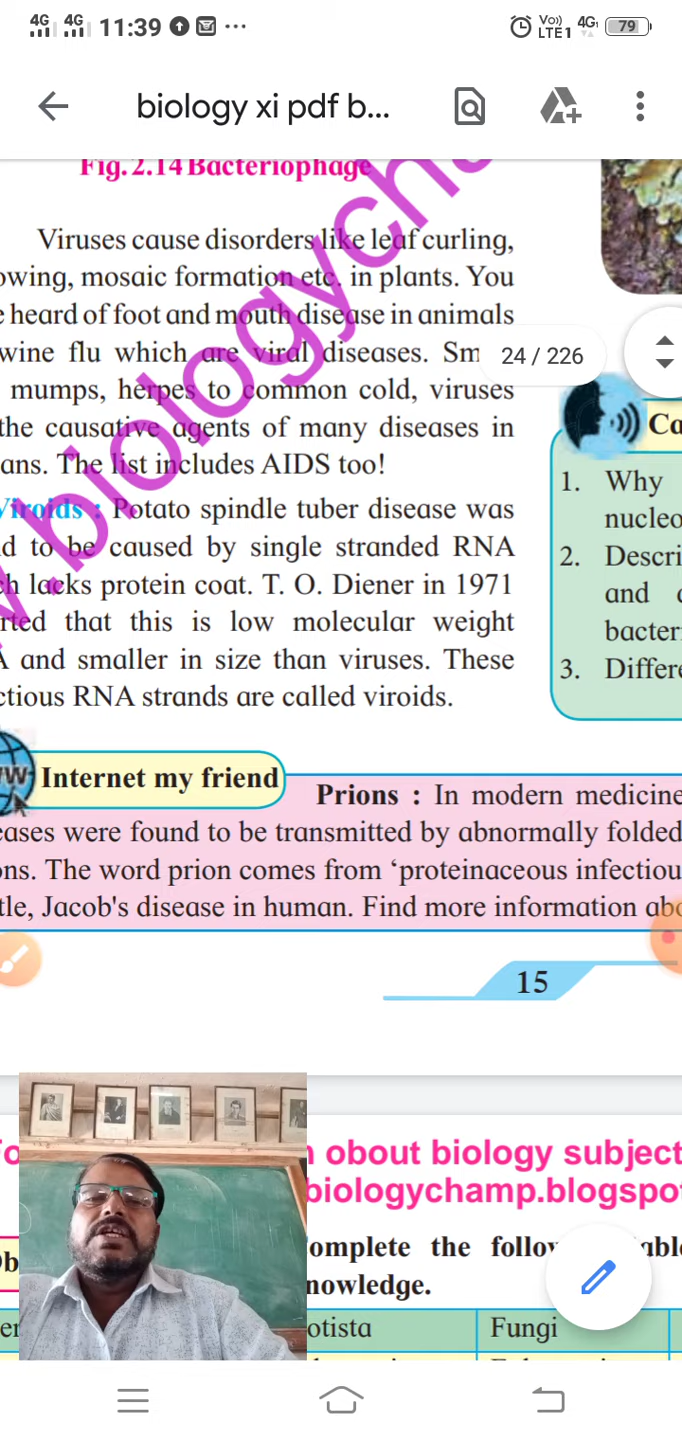 4G 4G 11:39 ... Vo)) LTE1 4G 79
biology xi pdf b...
Fig.2.14 Bacteriophage
Viruses cause disorders like leaf curling,
owing, mosaic formation etc. in plants. You
e heard of foot and mouth disease in animals
wine flu which are viral diseases. Sm
24 / 226
mumps, herpes to common cold, viruses
the causative agents of many diseases in
ans. The list includes AIDS too!
Viroids : Potato spindle tuber disease was
d to be caused by single stranded RNA
ch lacks protein coat. T. O. Diener in 1971
rted that this is low molecular weight
A and smaller in size than viruses. These
ctious RNA strands are called viroids.
Ca
1. Why
nucleo
2. Descri
and
bacter
3. Differe
w.biologycha
W Internet my friend
Prions : In modern medicine
eases were found to be transmitted by abnormally folded
ons. The word prion comes from ‘proteinaceous infectiou
tle, Jacob's disease in human. Find more information abo
15
obout biology subject
biologychamp.blogspot
omplete the follow able
nowledge.
otista Fungi